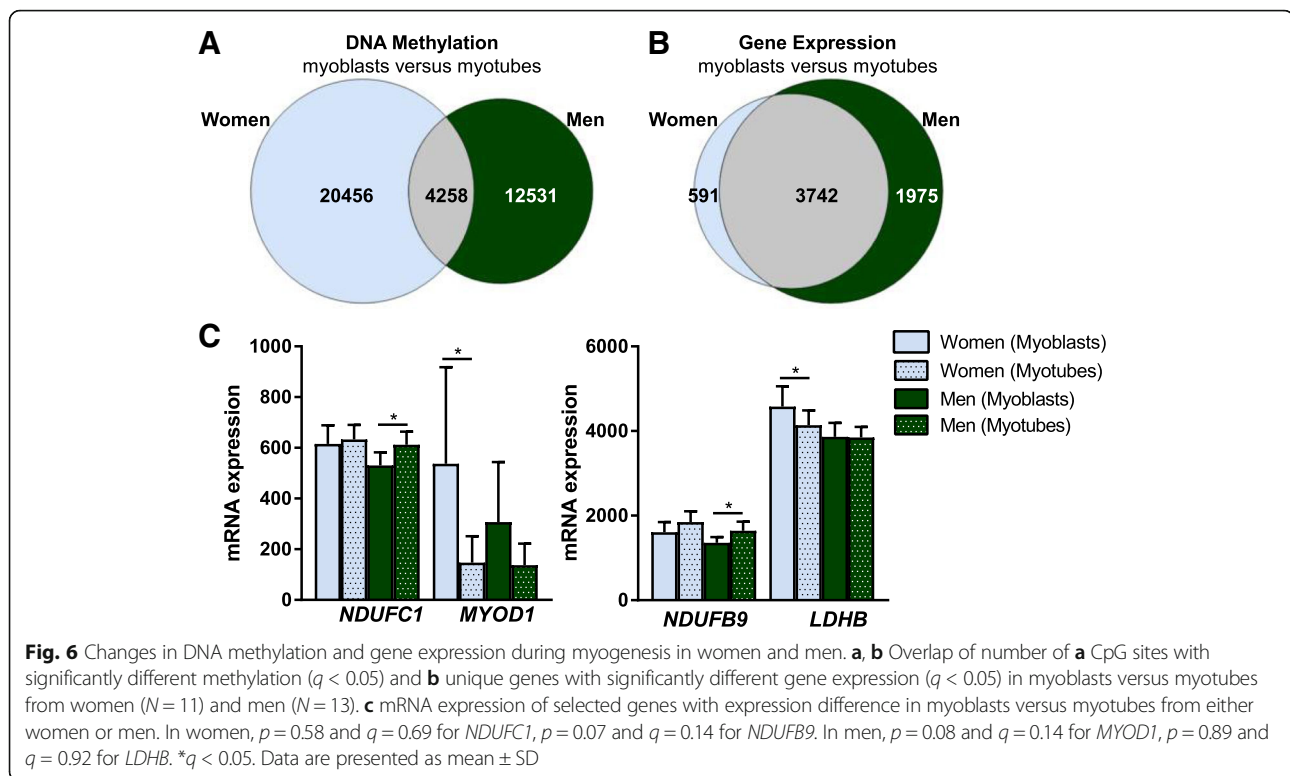 A
DNA Methylation
myoblasts versus myotubes
Women
Men
20456
4258
12531
B
Gene Expression
myoblasts versus myotubes
Women
Men
591
3742
1975
C
mRNA expression
1000
800
600
400
200
0
*
*
NDUFC1
MYOD1
mRNA expression
6000
4000
2000
0
*
*
NDUFB9
LDHB
Women (Myoblasts)
Women (Myotubes)
Men (Myoblasts)
Men (Myotubes)
Fig. 6 Changes in DNA methylation and gene expression during myogenesis in women and men. a, b Overlap of number of a CpG sites with
significantly different methylation (q < 0.05) and b unique genes with significantly different gene expression (q < 0.05) in myoblasts versus myotubes
from women (N = 11) and men (N = 13). c mRNA expression of selected genes with expression difference in myoblasts versus myotubes from either
women or men. In women, p = 0.58 and q = 0.69 for NDUFC1, p = 0.07 and q = 0.14 for NDUFB9. In men, p = 0.08 and q = 0.14 for MYOD1, p = 0.89 and
q = 0.92 for LDHB. *q < 0.05. Data are presented as mean ± SD